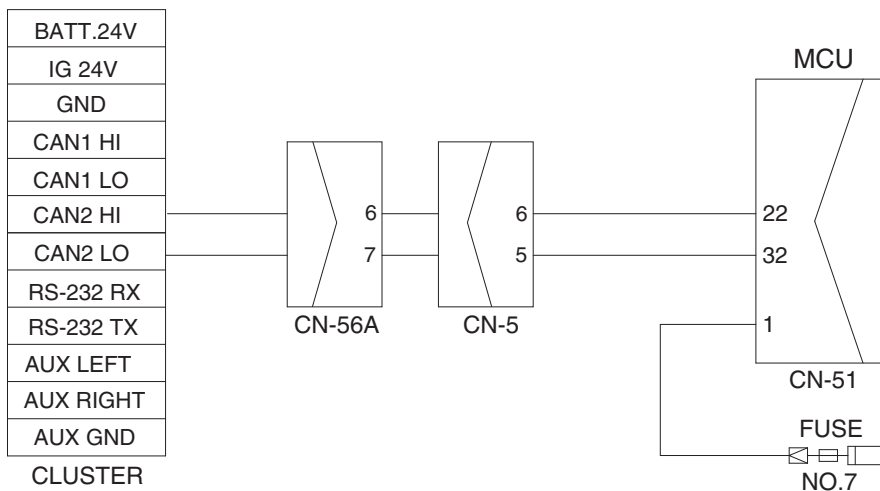 BATT.24V
IG 24V
GND
CAN1 HI
CAN1 LO
CAN2 HI
CAN2 LO
RS-232 RX
RS-232 TX
AUX LEFT
AUX RIGHT
AUX GND
CLUSTER
6
7
CN-56A
6
5
CN-5
MCU
22
32
1
CN-51
FUSE
NO.7